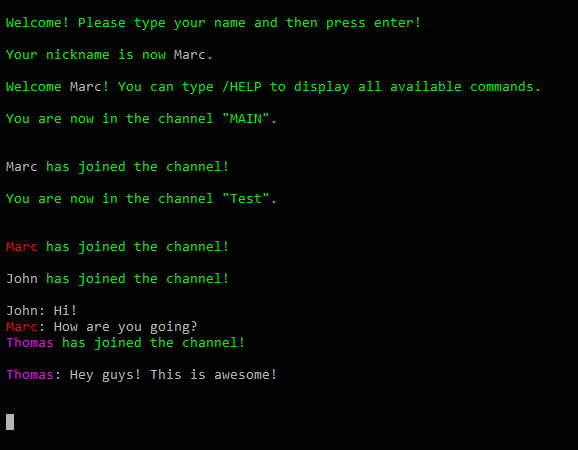 Welcome! Please type your name and then press enter!
Your nickname is now Marc.
Welcome Marc! You can type /HELP to display all available commands.
You are now in the channel "MAIN".
Marc has joined the channel!
You are now in the channel "Test".
Marc has joined the channel!
John has joined the channel!
John: Hi!
Marc: How are you going?
Thomas has joined the channel!
Thomas: Hey guys! This is awesome!